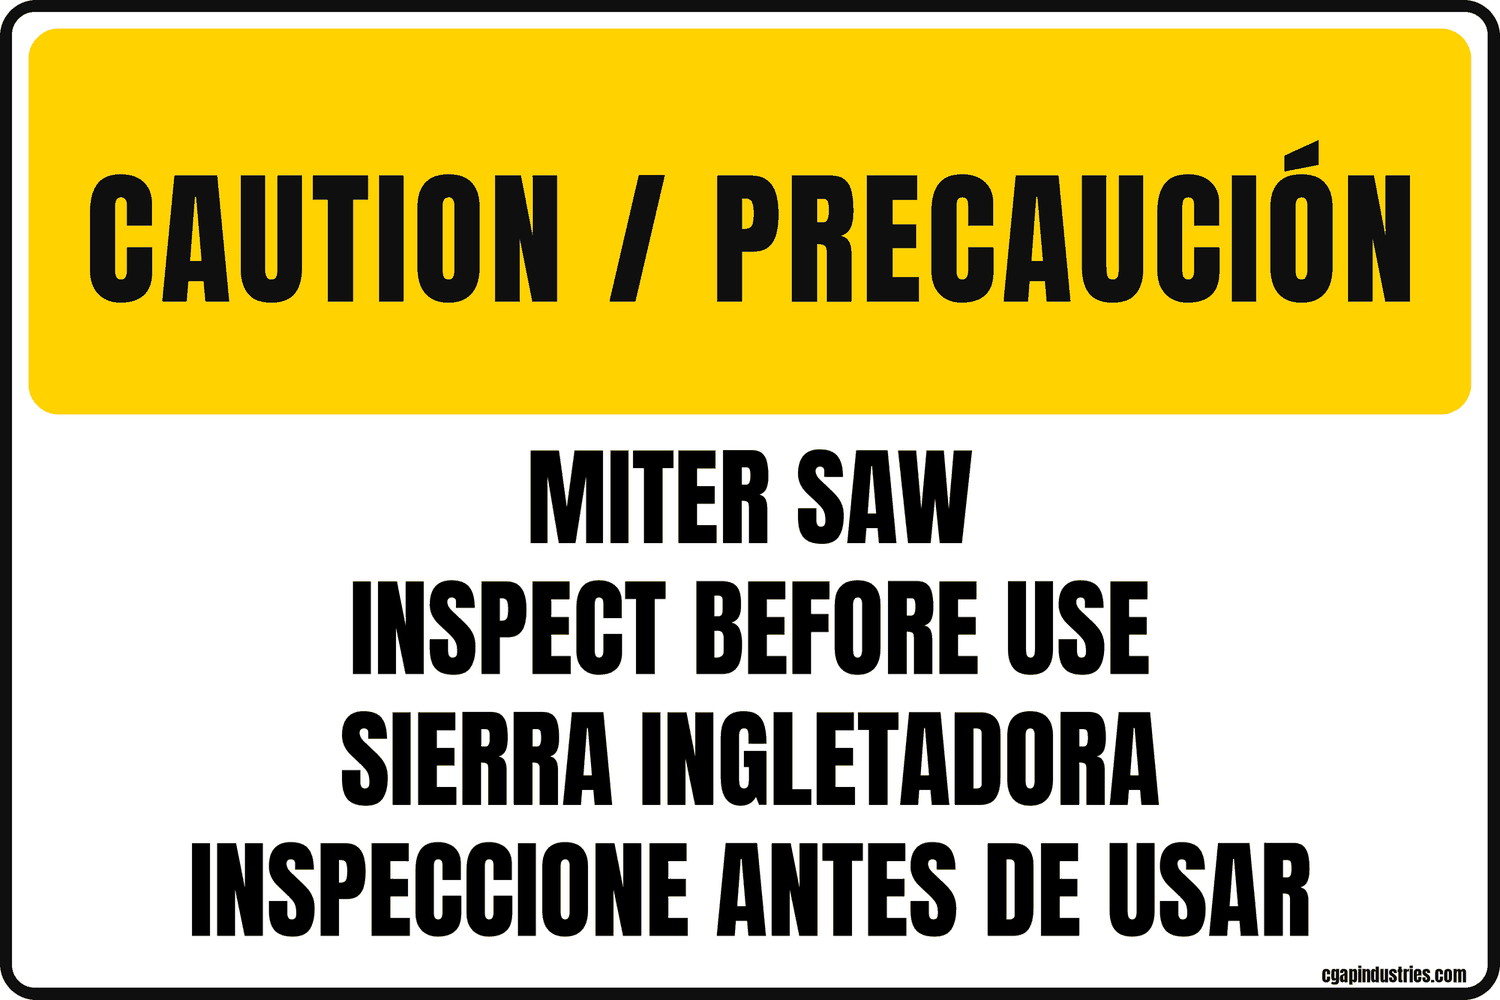 CAUTION / PRECAUCIÓN
MITER SAW
INSPECT BEFORE USE
SIERRA INGLETADORA
INSPECCIONE ANTES DE USAR
cgapindustries.com